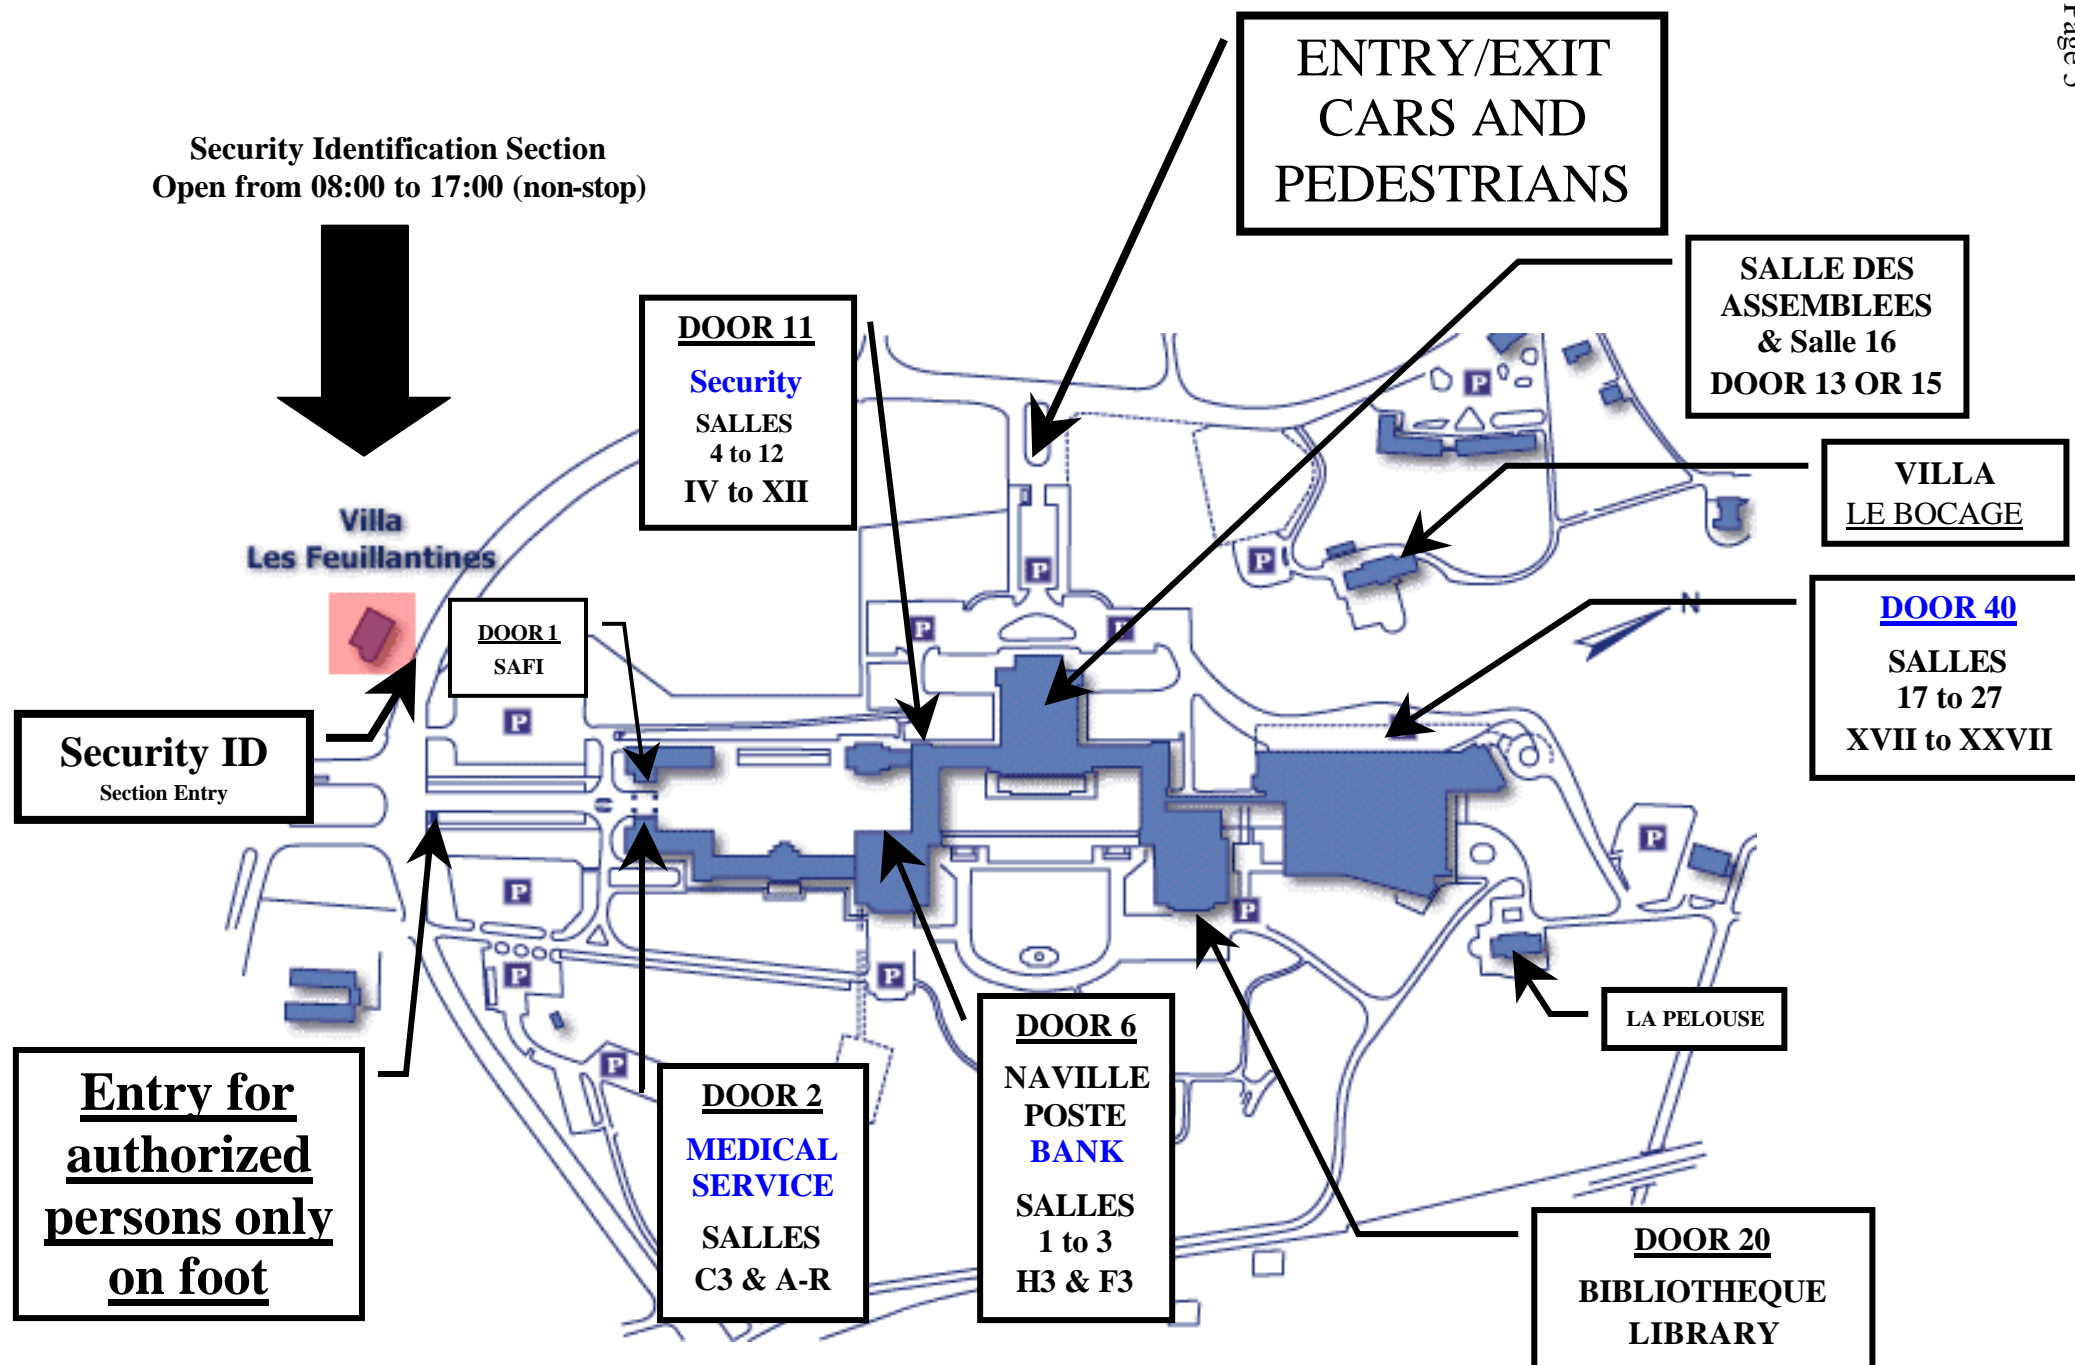 Page 5
ENTRY/EXIT
CARS AND
PEDESTRIANS
Security Identification Section
Open from 08:00 to 17:00 (non-stop)
SALLE DES
ASSEMBLEES
& Salle 16
DOOR 13 OR 15
DOOR 11
Security
SALLES
4 to 12
IV to XII
VILLA
LE BOCAGE
Villa
Les Feuillantines
DOOR 1
SAFI
DOOR 40
SALLES
17 to 27
XVII to XXVII
N
P
P
P
P
P
P
P
P
P
P
P
P
P
Security ID
Section Entry
LA PELOUSE
Entry for
authorized
persons only
on foot
DOOR 2
MEDICAL
SERVICE
SALLES
C3 & A-R
DOOR 6
NAVILLE
POSTE
BANK
SALLES
1 to 3
H3 & F3
DOOR 20
BIBLIOTHEQUE
LIBRARY